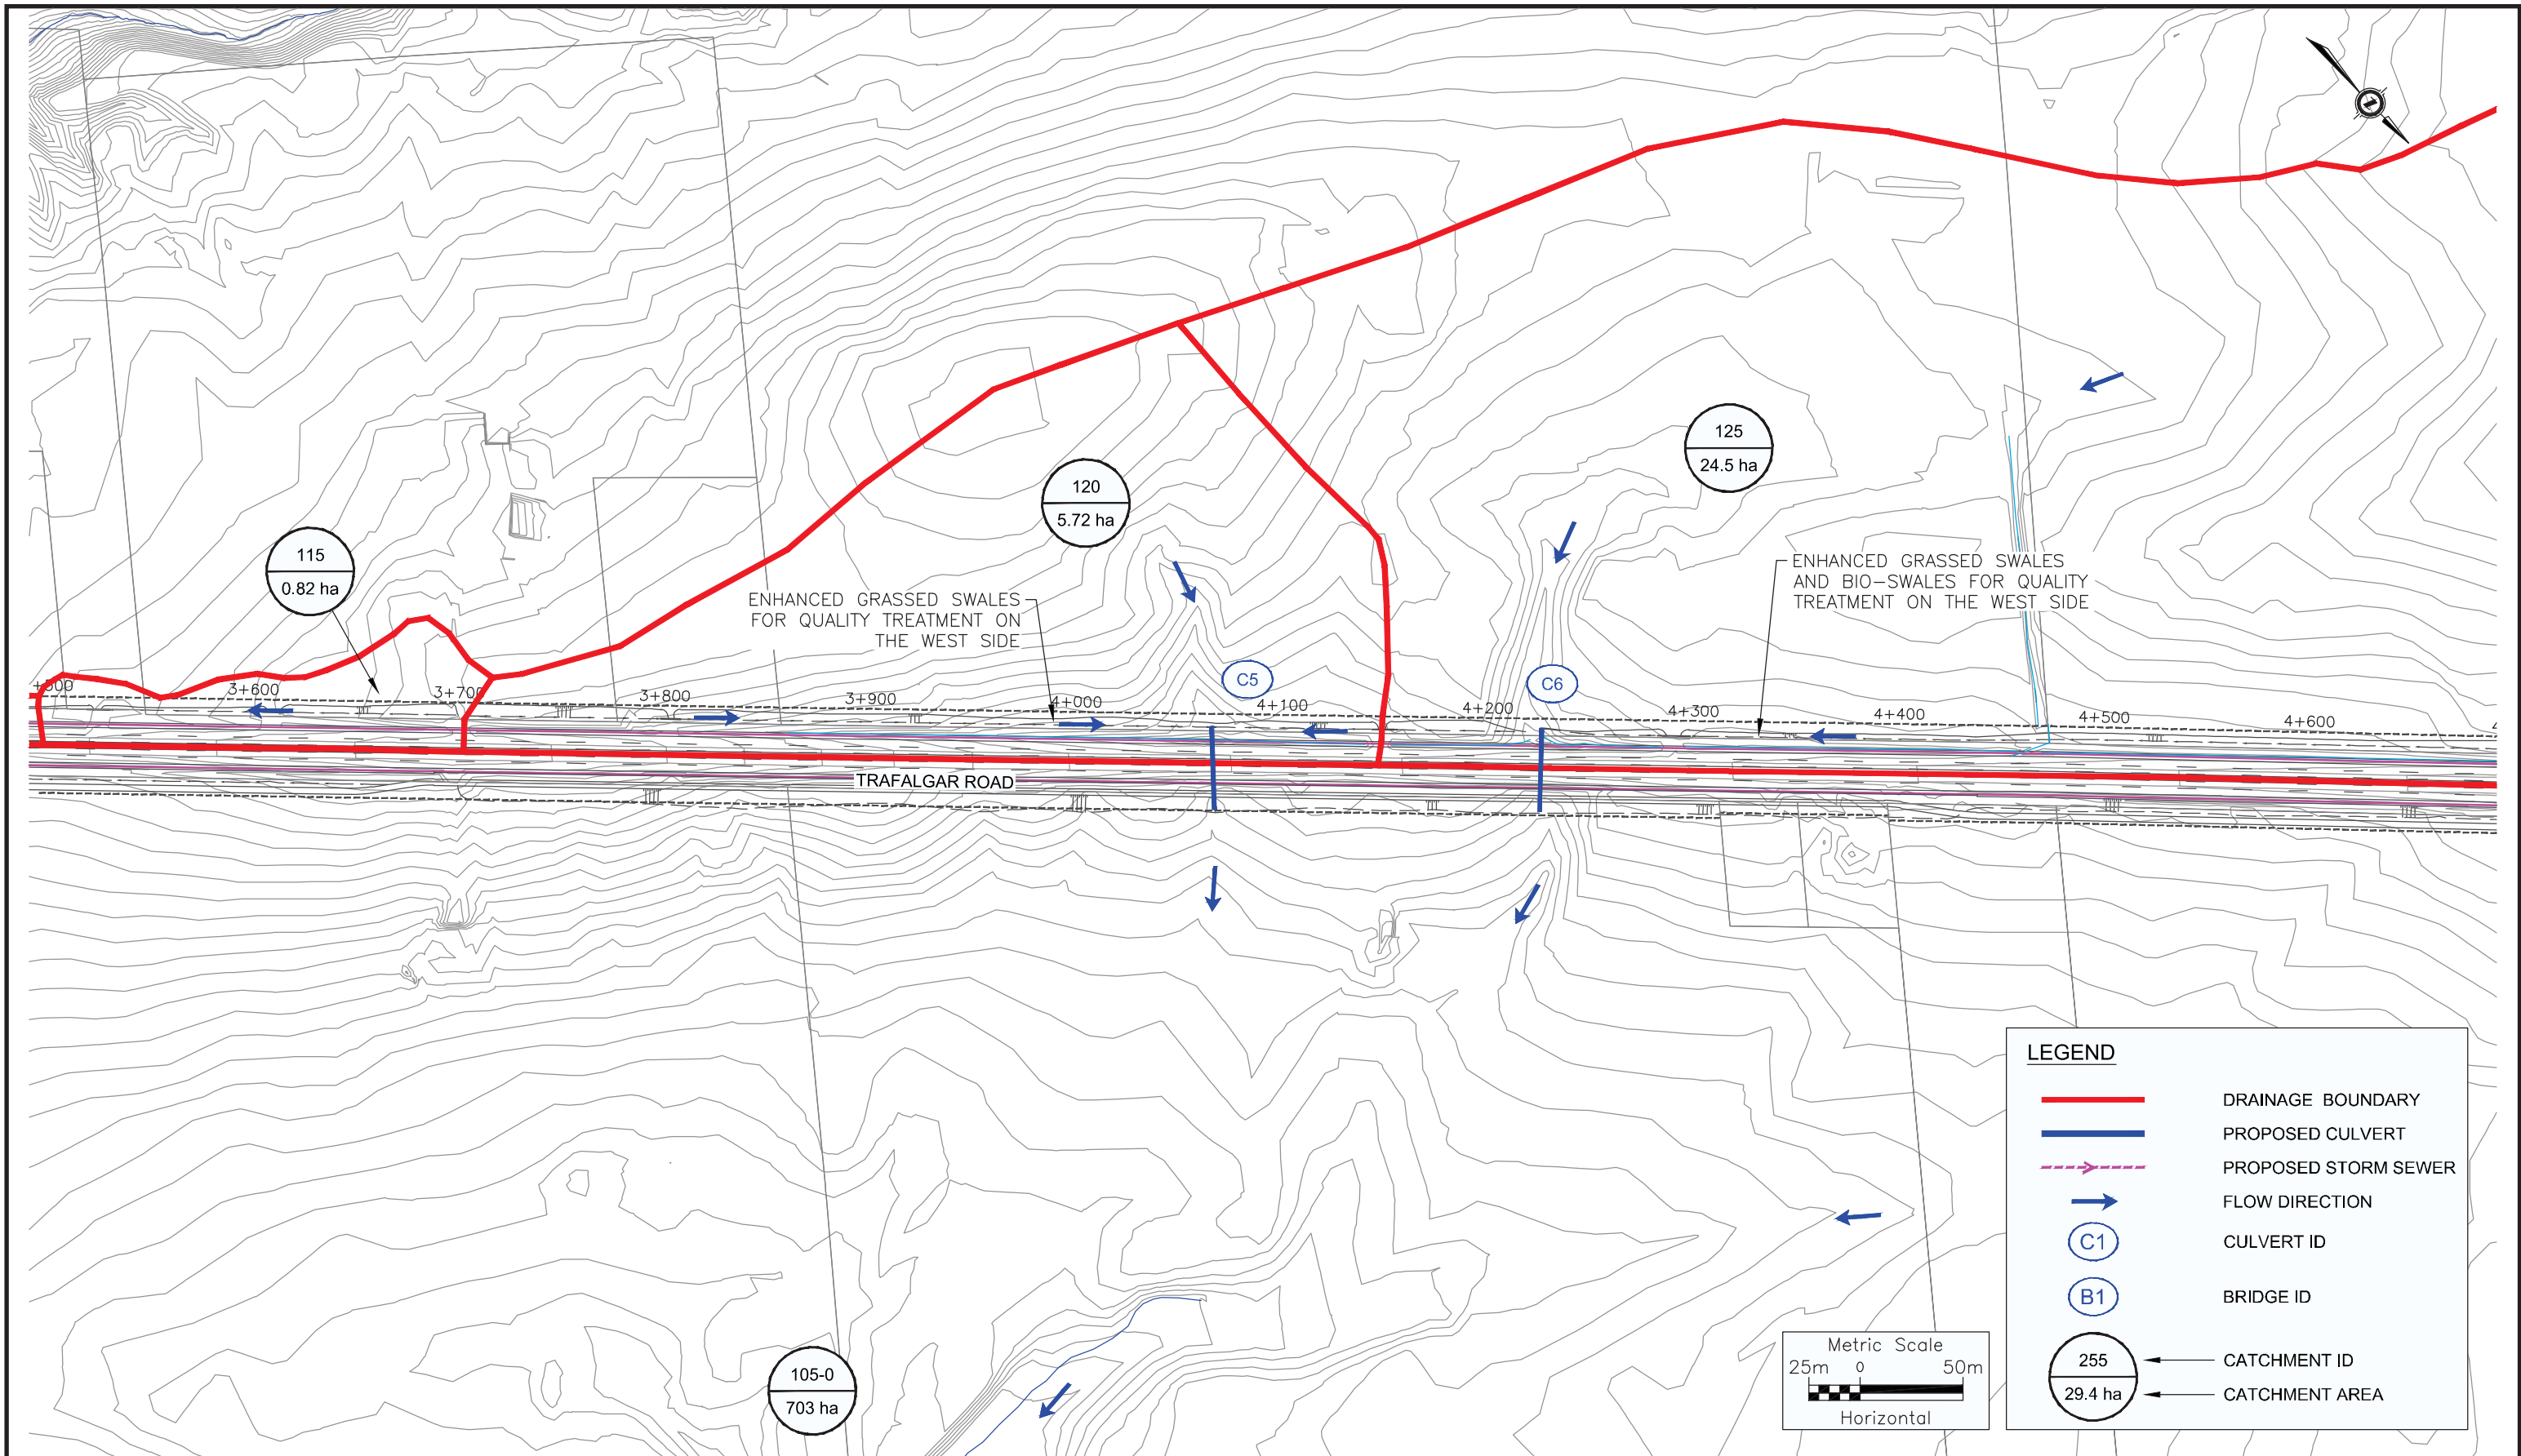 125
24.5 ha
120
5.72 ha
115
0.82 ha
ENHANCED GRASSED SWALES
AND BIO-SWALES FOR QUALITY
TREATMENT ON THE WEST SIDE
ENHANCED GRASSED SWALES
FOR QUALITY TREATMENT ON
THE WEST SIDE
C5
C6
+500
3+600
3+700
3+800
3+900
4+000
4+100
4+200
4+300
4+400
4+500
4+600
4
TRAFALGAR ROAD
105-0
703 ha
Metric Scale
25m 0 50m
Horizontal
LEGEND
DRAINAGE BOUNDARY
PROPOSED CULVERT
PROPOSED STORM SEWER
FLOW DIRECTION
C1 CULVERT ID
B1 BRIDGE ID
255 CATCHMENT ID
29.4 ha CATCHMENT AREA